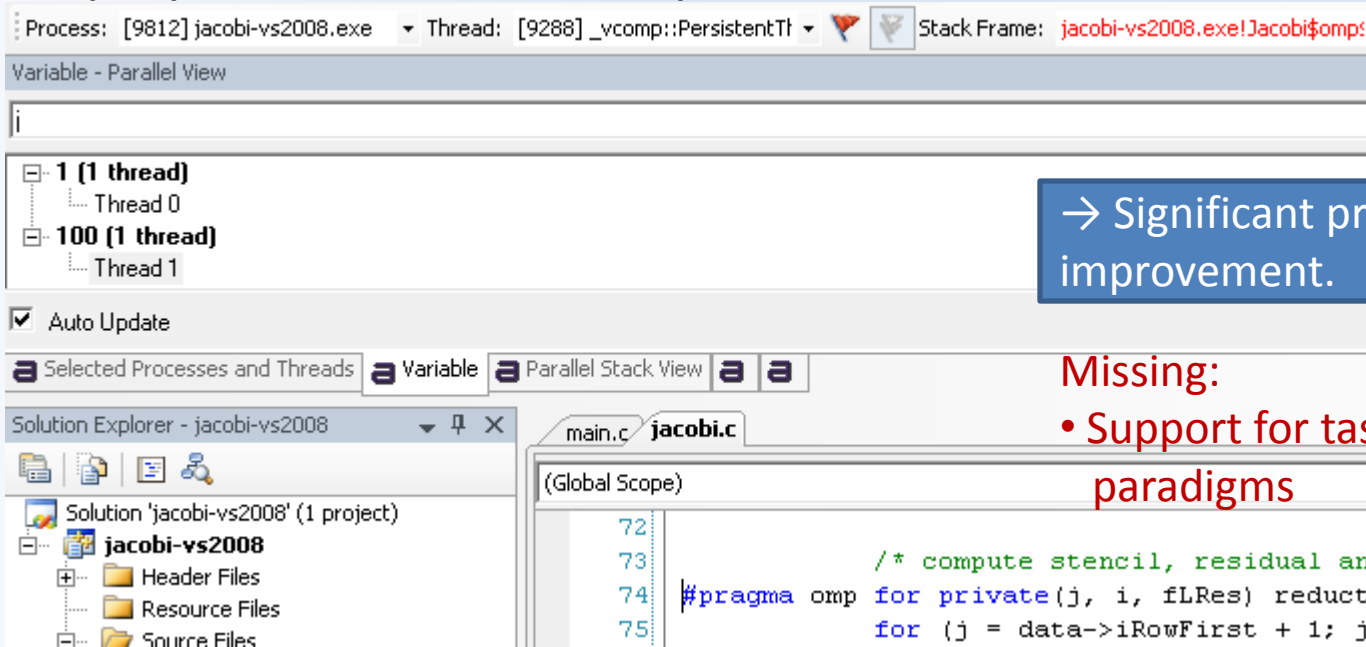 Process: [9812] jacobi-vs2008.exe Thread: [9288] _vcomp::PersistentTh Stack Frame: jacobi-vs2008.exe!Jacobi$omp$
Variable - Parallel View
j
1 (1 thread)
Thread 0
100 (1 thread)
Thread 1
→ Significant pr
improvement.
Auto Update
Selected Processes and Threads Variable Parallel Stack View
Missing:
• Support for tas
paradigms
Solution Explorer - jacobi-vs2008
main.c jacobi.c
(Global Scope)
Solution 'jacobi-vs2008' (1 project)
jacobi-vs2008
Header Files
Resource Files
Source Files
72
73 /* compute stencil, residual an
74 #pragma omp for private(j, i, fLRes) reduct
75 for (j = data->iRowFirst + 1; j